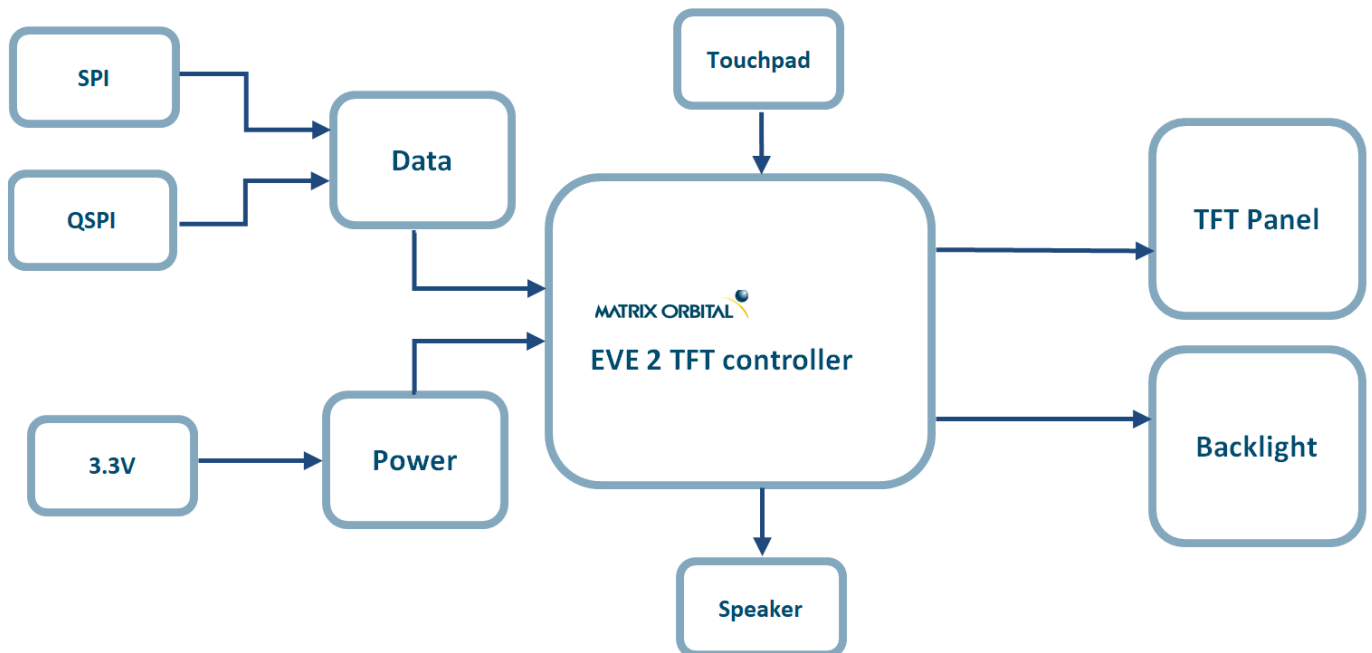 SPI
Touchpad
Data
QSPI
TFT Panel
MATRIX ORBITAL
EVE 2 TFT controller
3.3V
Power
Backlight
Speaker